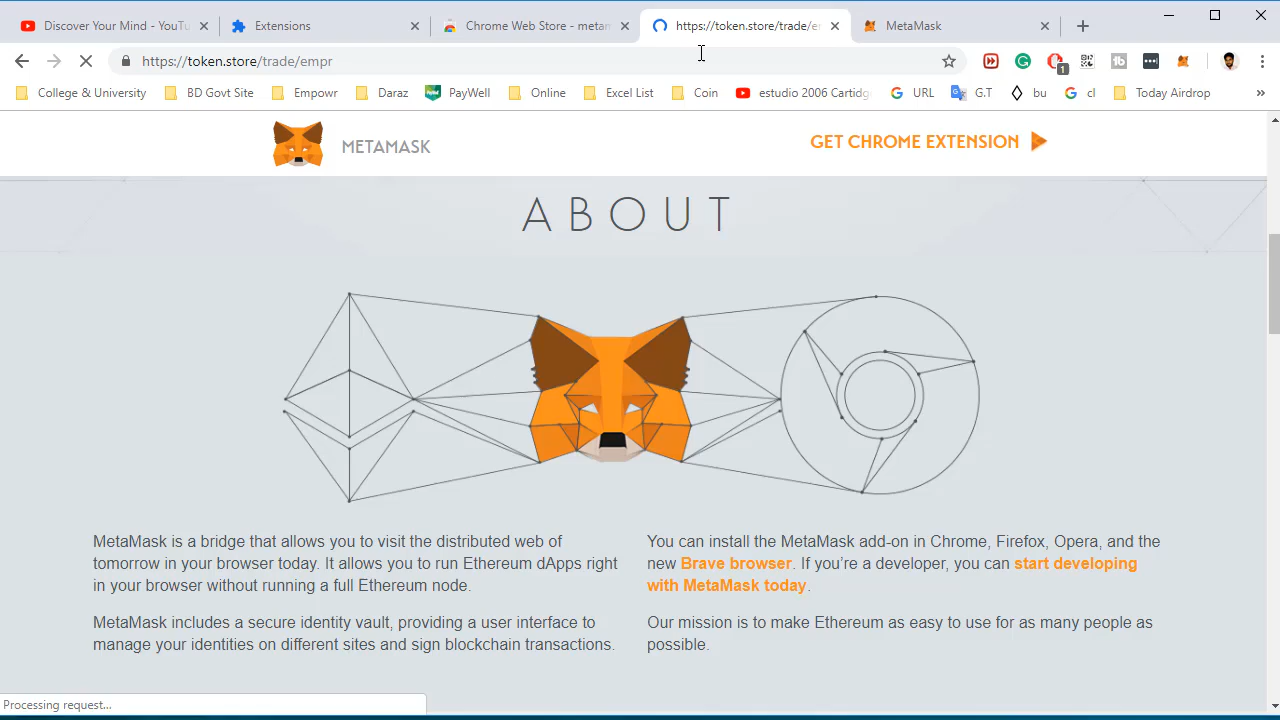 Discover Your Mind - YouTu
Extensions
Chrome Web Store - metam
https://token.store/trade/e
MetaMask
https://token.store/trade/empr
1
College & University
BD Govt Site
Empowr
Daraz
PayWell
Online
Excel List
Coin
estudio 2006 Cartidg
URL
G.T
bu
cl
Today Airdrop
»
METAMASK
GET CHROME EXTENSION
ABOUT
MetaMask is a bridge that allows you to visit the distributed web of
tomorrow in your browser today. It allows you to run Ethereum dApps right
in your browser without running a full Ethereum node.
MetaMask includes a secure identity vault, providing a user interface to
manage your identities on different sites and sign blockchain transactions.
You can install the MetaMask add-on in Chrome, Firefox, Opera, and the
new Brave browser. If you’re a developer, you can start developing
with MetaMask today.
Our mission is to make Ethereum as easy to use for as many people as
possible.
Processing request...